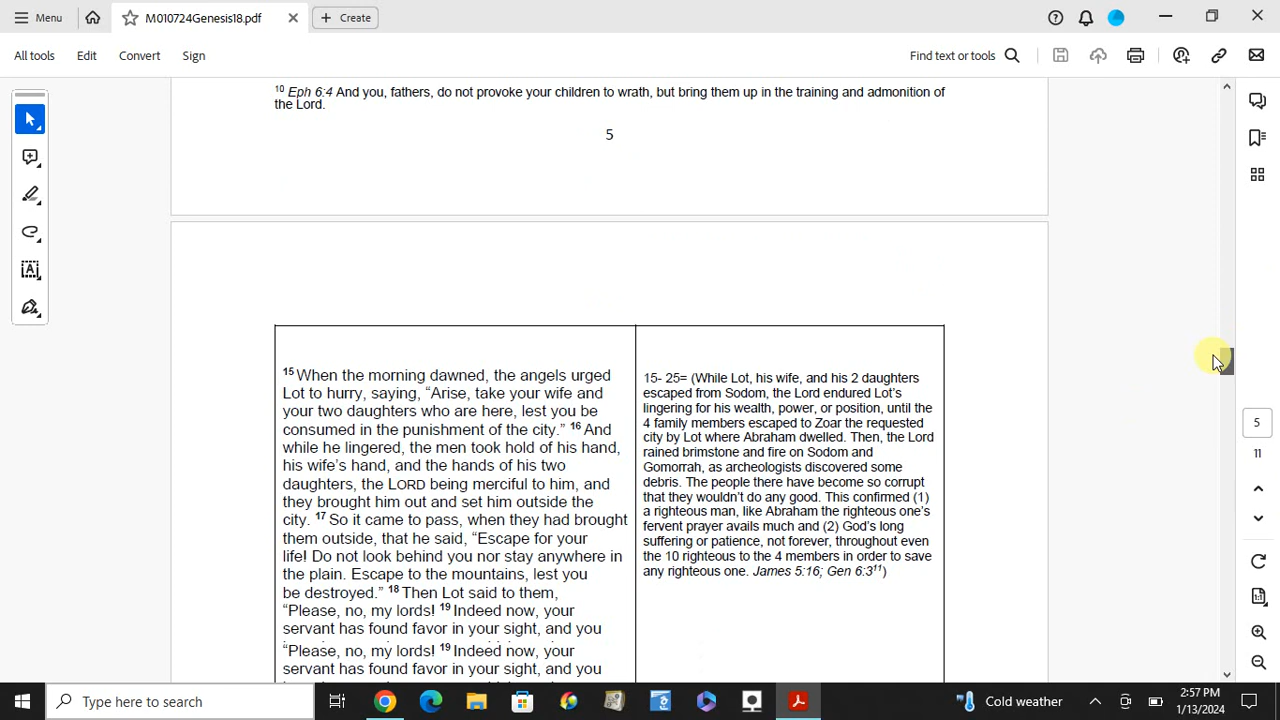 Menu
M010724Genesis18.pdf
Create
All tools
Edit
Convert
Sign
Find text or tools
10 Eph 6:4 And you, fathers, do not provoke your children to wrath, but bring them up in the training and admonition of
the Lord.
5
15 When the morning dawned, the angels urged
Lot to hurry, saying, “Arise, take your wife and
your two daughters who are here, lest you be
consumed in the punishment of the city.” 16 And
while he lingered, the men took hold of his hand,
his wife’s hand, and the hands of his two
daughters, the LORD being merciful to him, and
they brought him out and set him outside the
city. 17 So it came to pass, when they had brought
them outside, that he said, “Escape for your
life! Do not look behind you nor stay anywhere in
the plain. Escape to the mountains, lest you
be destroyed.” 18 Then Lot said to them,
“Please, no, my lords! 19 Indeed now, your
servant has found favor in your sight, and you
“Please, no, my lords! 19 Indeed now, your
servant has found favor in your sight, and you
15- 25= (While Lot, his wife, and his 2 daughters
escaped from Sodom, the Lord endured Lot’s
lingering for his wealth, power, or position, until the
4 family members escaped to Zoar the requested
city by Lot where Abraham dwelled. Then, the Lord
rained brimstone and fire on Sodom and
Gomorrah, as archeologists discovered some
debris. The people there have become so corrupt
that they wouldn’t do any good. This confirmed (1)
a righteous man, like Abraham the righteous one’s
fervent prayer avails much and (2) God’s long
suffering or patience, not forever, throughout even
the 10 righteous to the 4 members in order to save
any righteous one. James 5:16; Gen 6:3 11)
5
11
1:1
Type here to search
Cold weather
2:57 PM
1/13/2024